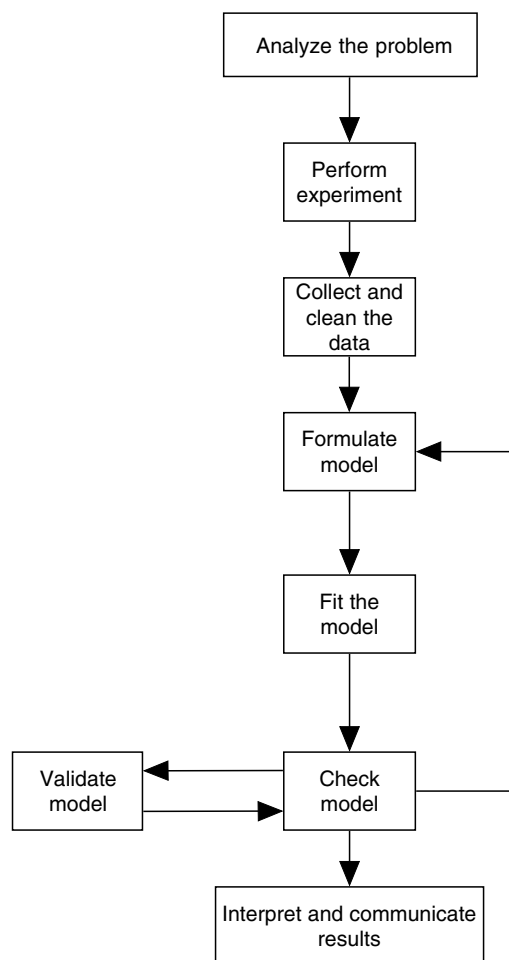 Analyze the problem
Perform
experiment
Collect and
clean the
data
Formulate
model
Fit the
model
Validate
model
Check
model
Interpret and communicate
results